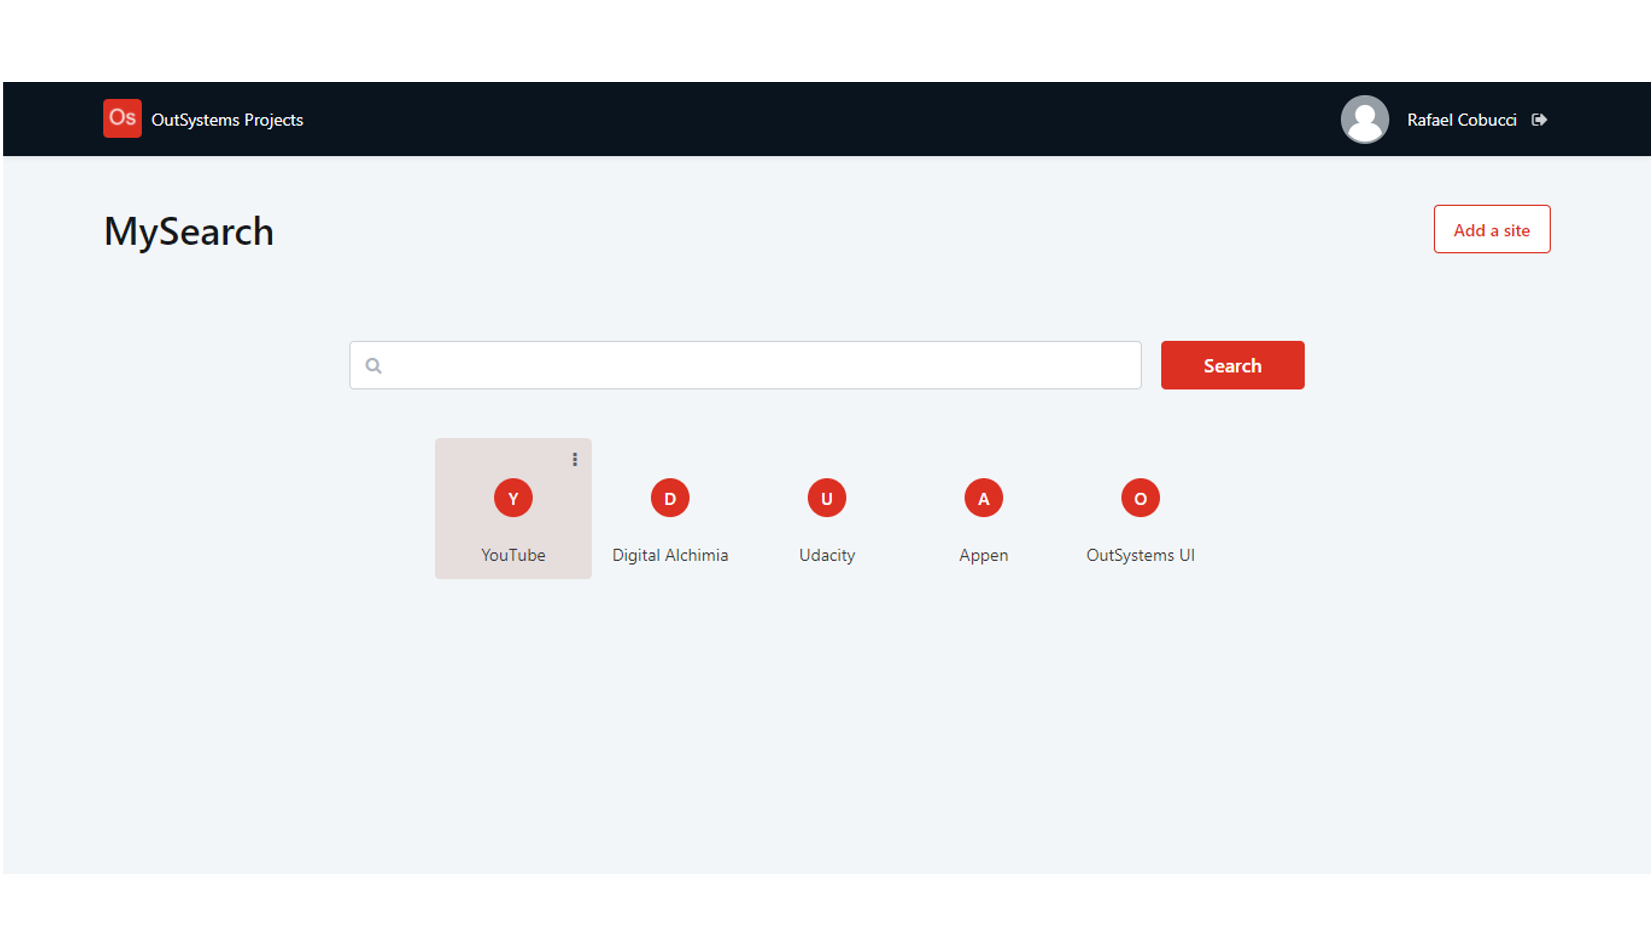 Os OutSystems Projects
Rafael Cobucci
MySearch
Add a site
Search
Y D U A O
YouTube Digital Alchimia Udacity Appen OutSystems UI